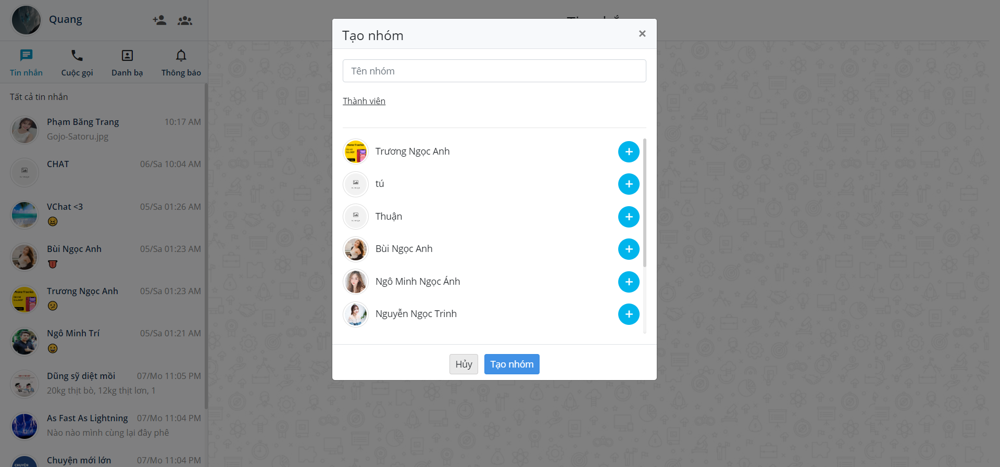 Quang
Tin nhắn
Cuộc gọi
Danh bạ
Thông báo
Tất cả tin nhắn
Phạm Băng Trang 10:17 AM
Gojo-Satoru.jpg
CHAT 06/Sa 10:04 AM
VChat <3 05/Sa 01:26 AM
Bùi Ngọc Anh 05/Sa 01:23 AM
Trương Ngọc Anh 05/Sa 01:23 AM
Ngô Minh Trí 05/Sa 01:21 AM
Dũng sỹ diệt mồi 07/Mo 11:05 PM
20kg thịt bò, 12kg thịt lơn, 1
As Fast As Lightning 07/Mo 11:04 PM
Nào nào mình cùng lại đây phê
Chuyện mới lớn 07/Mo 11:04 PM
CHUYỆN
Tạo nhóm
×
Tên nhóm
Thành viên
Trương Ngọc Anh
tú
Thuận
Bùi Ngọc Anh
Ngô Minh Ngọc Ánh
Nguyễn Ngọc Trinh
Hủy
Tạo nhóm